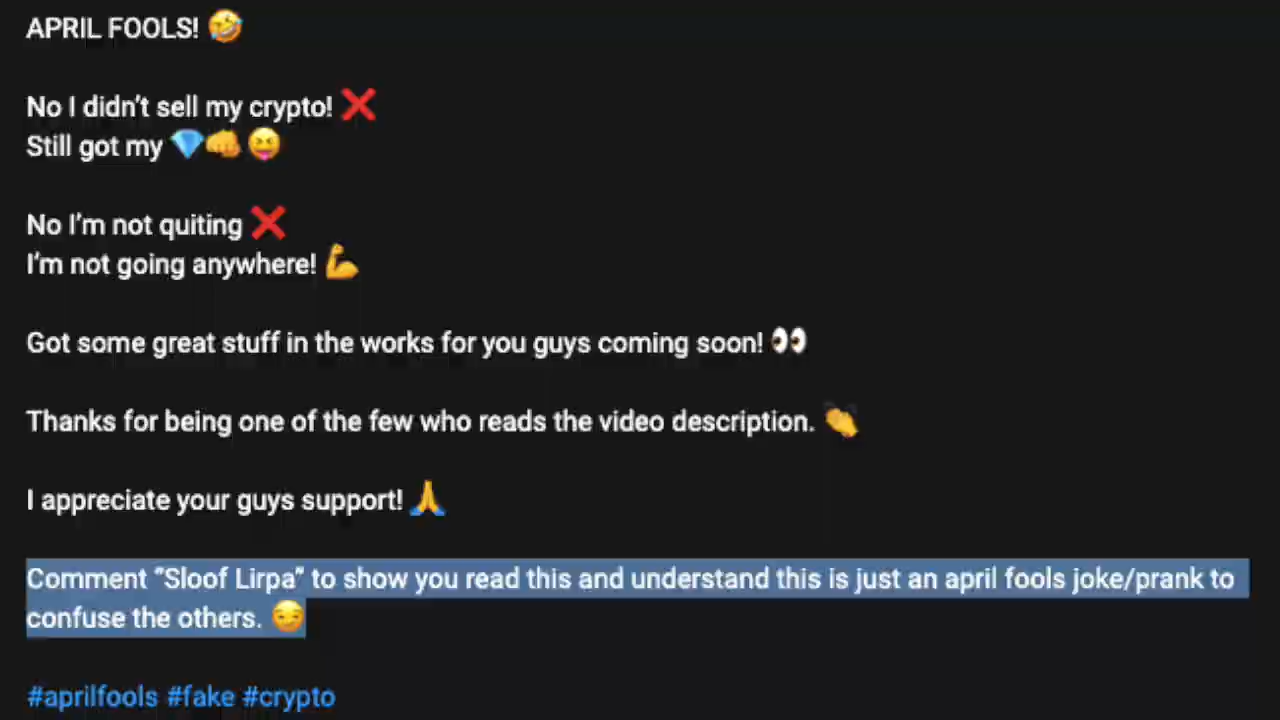 APRIL FOOLS! 🤣
No I didn't sell my crypto! ❌
Still got my 💎👊😝
No I'm not quiting ❌
I'm not going anywhere! 💪
Got some great stuff in the works for you guys coming soon! 👀
Thanks for being one of the few who reads the video description. 👏
I appreciate your guys support! 🙏
Comment “Sloof Lirpa” to show you read this and understand this is just an april fools joke/prank to
confuse the others. 😏
#aprilfools #fake #crypto